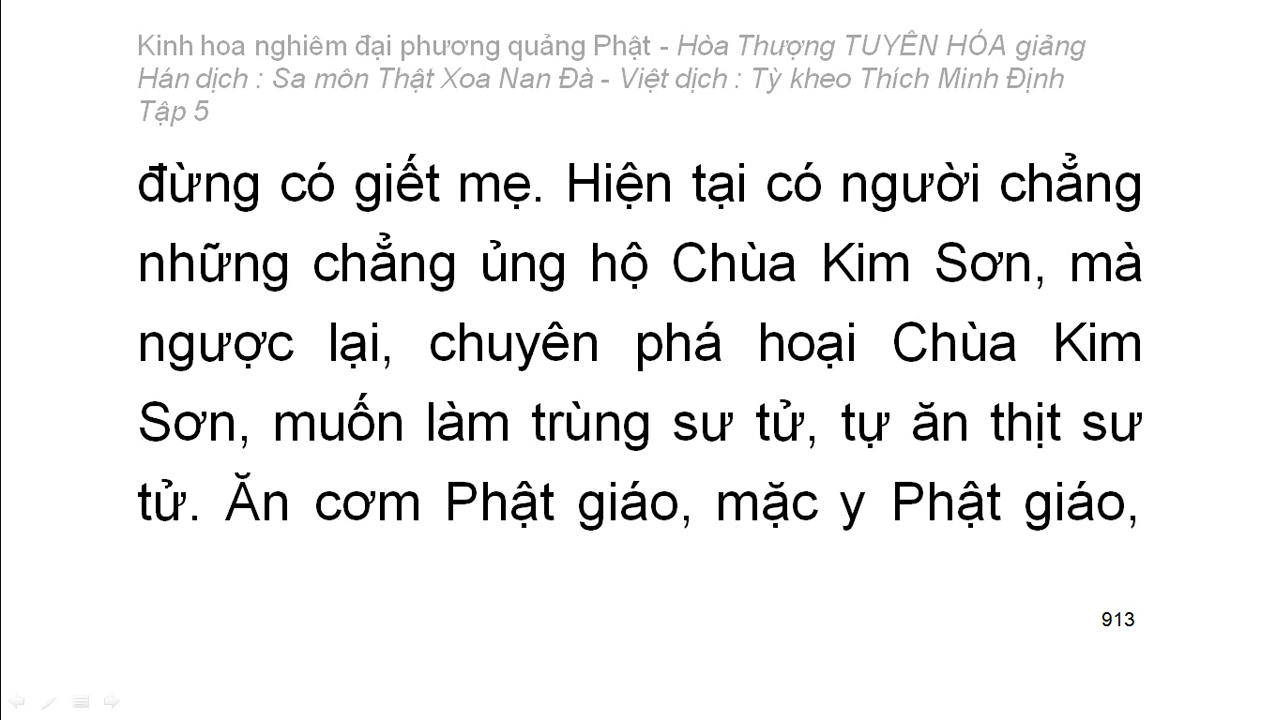 Kinh hoa nghiêm đại phương quảng Phật - Hòa Thượng TUYÊN HÓA giảng
Hán dịch : Sa môn Thật Xoa Nan Đà - Việt dịch : Tỳ kheo Thích Minh Định
Tập 5
đừng có giết mẹ. Hiện tại có người chẳng
những chẳng ủng hộ Chùa Kim Sơn, mà
ngược lại, chuyên phá hoại Chùa Kim
Sơn, muốn làm trùng sư tử, tự ăn thịt sư
tử. Ăn cơm Phật giáo, mặc y Phật giáo,
913